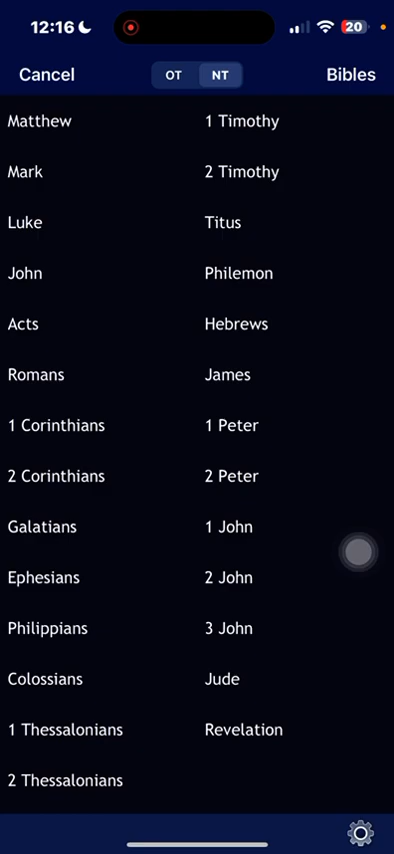 12:16
20
Cancel
OT
NT
Bibles
Matthew
Mark
Luke
John
Acts
Romans
1 Corinthians
2 Corinthians
Galatians
Ephesians
Philippians
Colossians
1 Thessalonians
2 Thessalonians
1 Timothy
2 Timothy
Titus
Philemon
Hebrews
James
1 Peter
2 Peter
1 John
2 John
3 John
Jude
Revelation